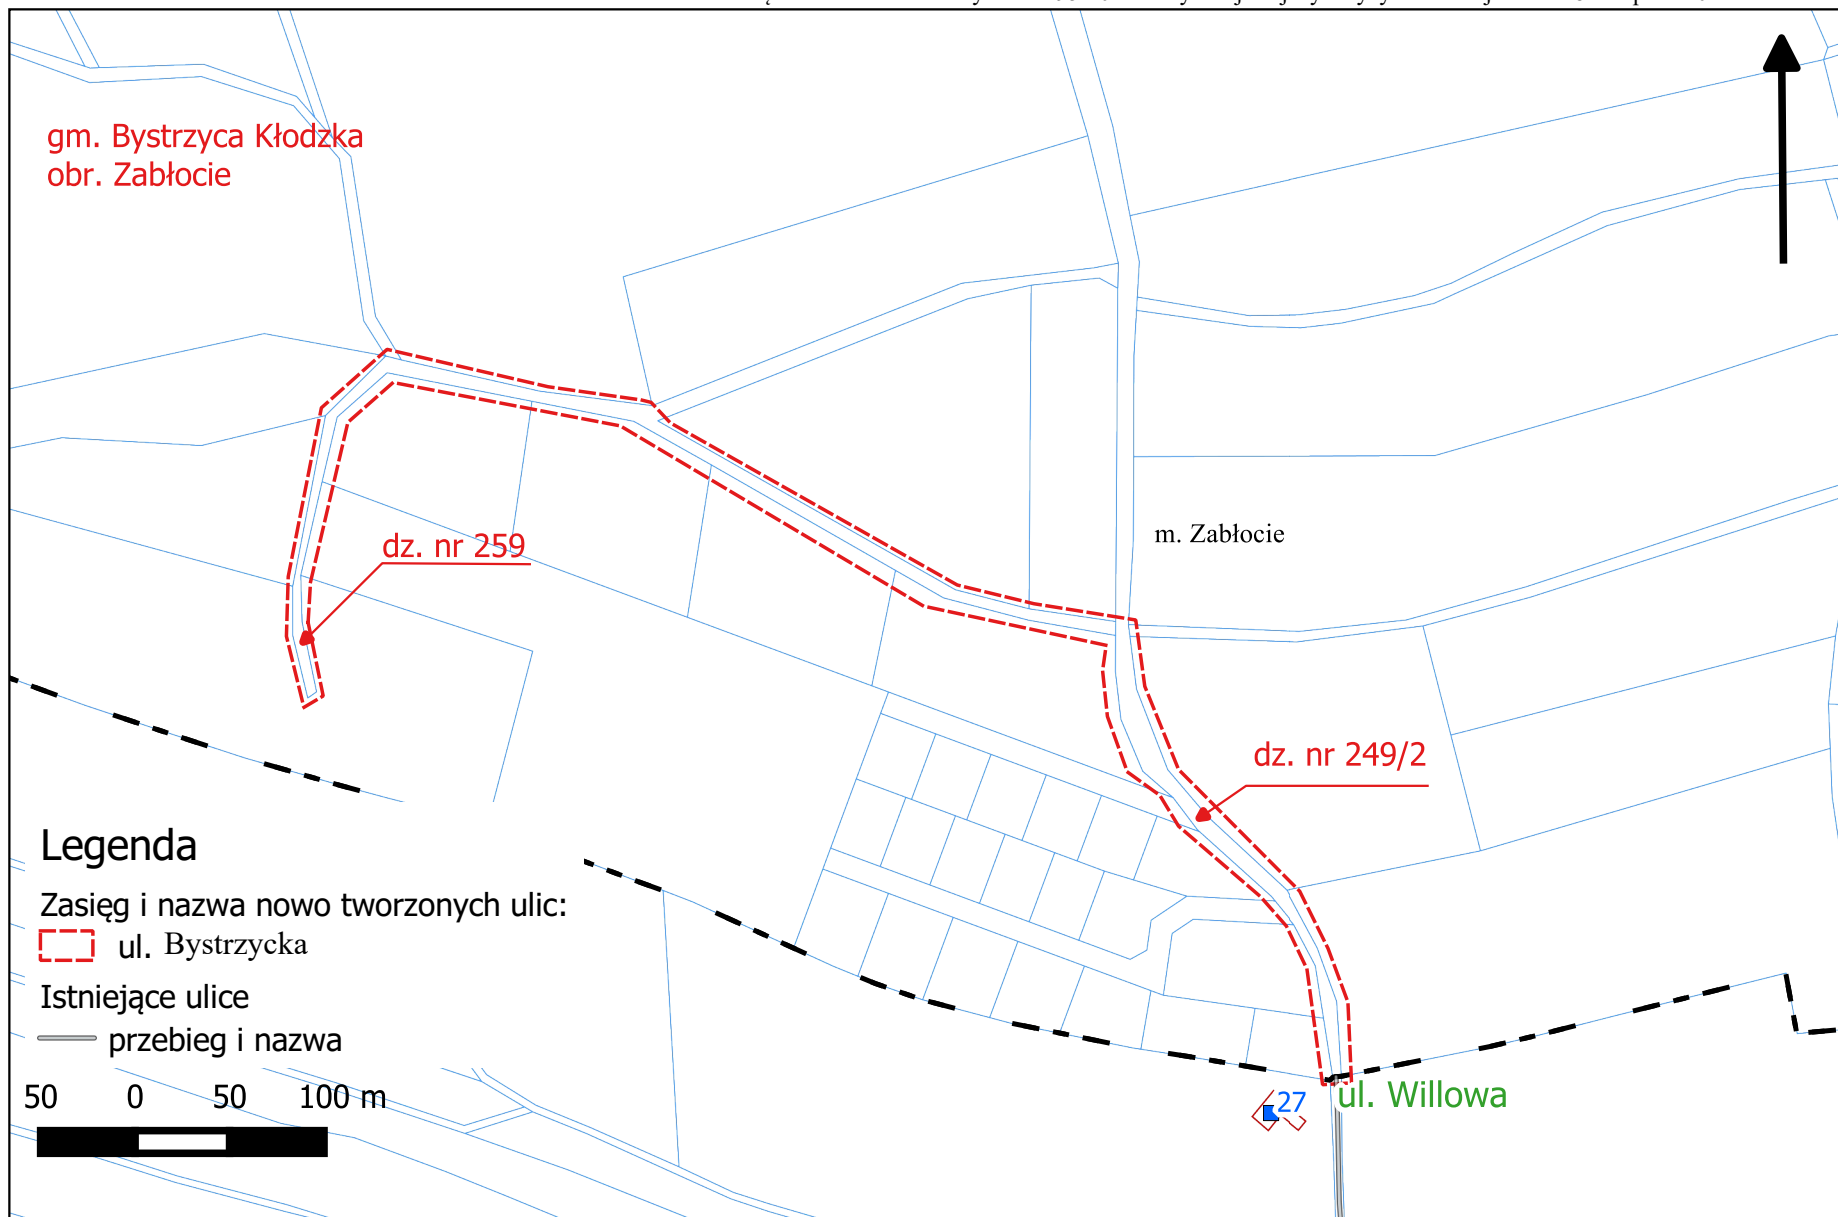 gm. Bystrzyca Kłodzka
obr. Zabłocie
m. Zabłocie
dz. nr 259
dz. nr 249/2
Legenda
Zasięg i nazwa nowo tworzonych ulic:
ul. Bystrzycka
Istniejące ulice
przebieg i nazwa
50 0 50 100 m
27
ul. Willowa